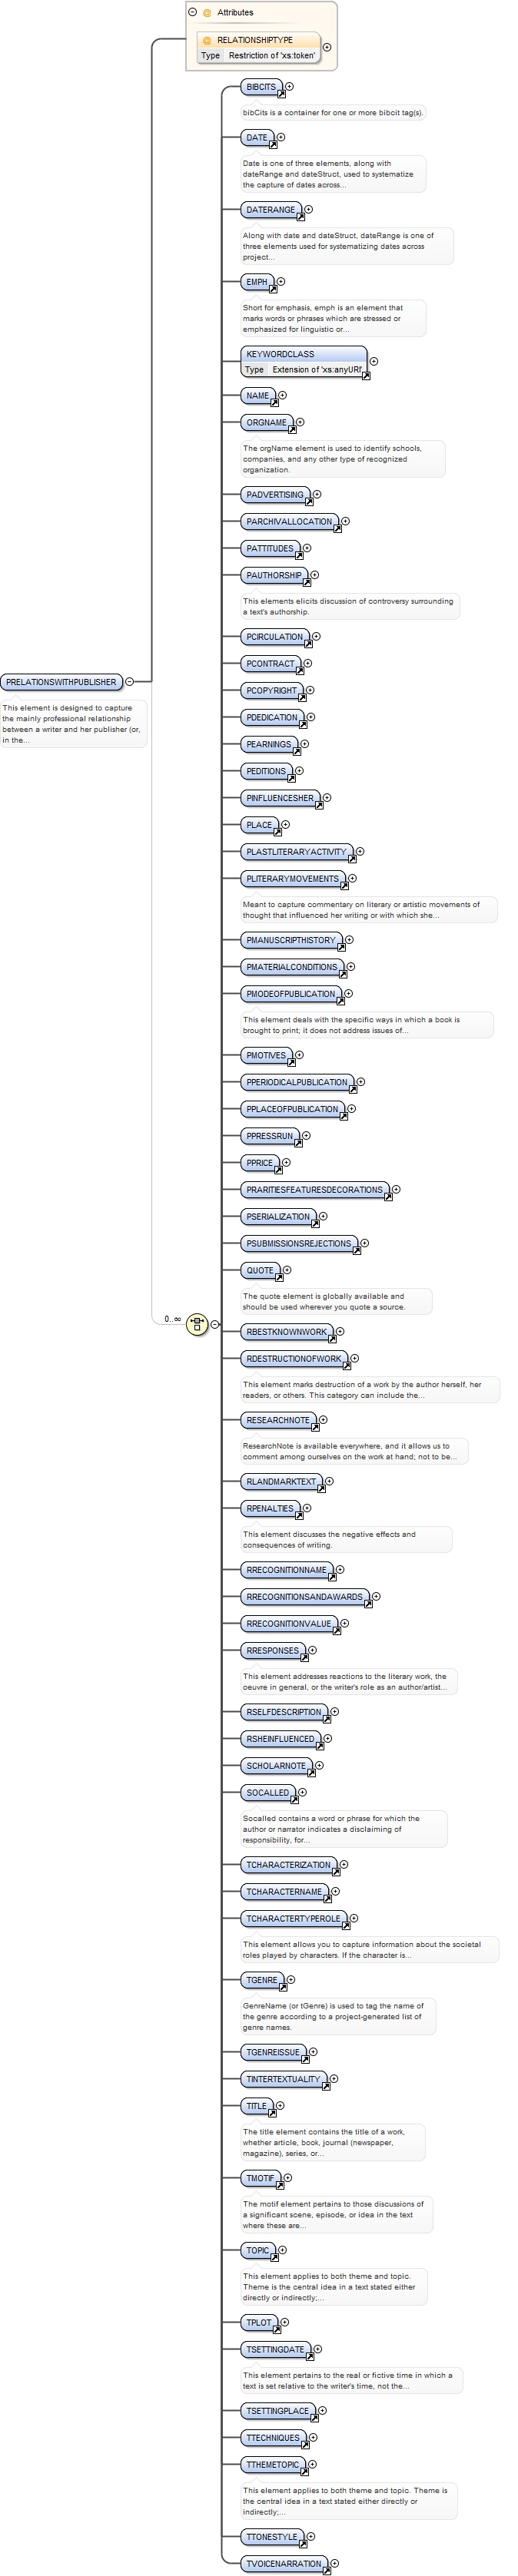 Attributes
RELATIONSHIPTYPE
Type Restriction of 'xs:token'
BIBCITS
bibCits is a container for one or more bibcit tag(s).
DATE
Date is one of three elements, along with
dateRange and dateStruct, used to systematize
the capture of dates across...
DATERANGE
Along with date and dateStruct, dateRange is one of
three elements used for systematizing dates across
project...
EMPH
Short for emphasis, emph is an element that
marks words or phrases which are stressed or
emphasized for linguistic or...
KEYWORDCLASS
Type Extension of 'xs:anyURI'
NAME
ORGNAME
The orgName element is used to identify schools,
companies, and any other type of recognized
organization.
PADVERTISING
PARCHIVALLOCATION
PATTITUDES
PAUTHORSHIP
This elements elicits discussion of controversy surrounding
a text's authorship.
PCIRCULATION
PCONTRACT
PRELATIONSWITHPUBLISHER
This element is designed to capture
the mainly professional relationship
between a writer and her publisher (or,
in the...
PCOPYRIGHT
PDEDICATION
PEARNINGS
PEDITIONS
PINFLUENCESHER
PLACE
PLASTLITERARYACTIVITY
PLITERARYMOVEMENTS
Meant to capture commentary on literary or artistic movements of
thought that influenced her writing or with which she...
PMANUSCRIPTHISTORY
PMATERIALCONDITIONS
PMODEOFPUBLICATION
This element deals with the specific ways in which a book is
brought to print; it does not address issues of...
PMOTIVES
PPERIODICALPUBLICATION
PPLACEOFPUBLICATION
PPRESSRUN
PPRICE
PRARITIESFEATURESDECORATIONS
PSERIALIZATION
PSUBMISSIONSREJECTIONS
QUOTE
The quote element is globally available and
should be used wherever you quote a source.
0..∞
RBESTKNOWNWORK
RDESTRUCTIONOFWORK
This element marks destruction of a work by the author herself, her
readers, or others. This category can include the...
RESEARCHNOTE
ResearchNote is available everywhere, and it allows us to
comment among ourselves on the work at hand; not to be...
RLANDMARKTEXT
RPENALTIES
This element discusses the negative effects and
consequences of writing.
RRECOGNITIONNAME
RRECOGNITIONSANDAWARDS
RRECOGNITIONVALUE
RRESPONSES
This element addresses reactions to the literary work, the
oeuvre in general, or the writer's role as an author/artist...
RSELFDESCRIPTION
RSHEINFLUENCED
SCHOLARNOTE
SOCALLED
Socalled contains a word or phrase for which the
author or narrator indicates a disclaiming of
responsibility, for...
TCHARACTERIZATION
TCHARACTERNAME
TCHARACTERTYPEROLE
This element allows you to capture information about the societal
roles played by characters. If the character is...
TGENRE
GenreName (or tGenre) is used to tag the name of
the genre according to a project-generated list of
genre names.
TGENREISSUE
TINTERTEXTUALITY
TITLE
The title element contains the title of a work,
whether article, book, journal (newspaper,
magazine), series, or...
TMOTIF
The motif element pertains to those discussions of
a significant scene, episode, or idea in the text
where these are...
TOPIC
This element applies to both theme and topic.
Theme is the central idea in a text stated either
directly or indirectly;...
TPLOT
TSETTINGDATE
This element pertains to the real or fictive time in which a
text is set relative to the writer's time, not the...
TSETTINGPLACE
TTECHNIQUES
TTHEMETOPIC
This element applies to both theme and topic. Theme is
the central idea in a text stated either directly or
indirectly;...
TTONESTYLE
TVOICENARRATION